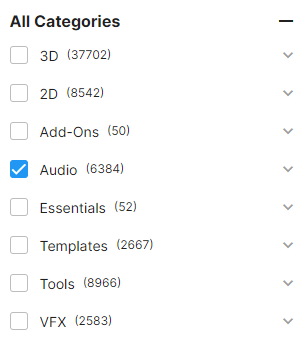 All Categories
3D (37702)
2D (8542)
Add-Ons (50)
Audio (6384)
Essentials (52)
Templates (2667)
Tools (8966)
VFX (2583)